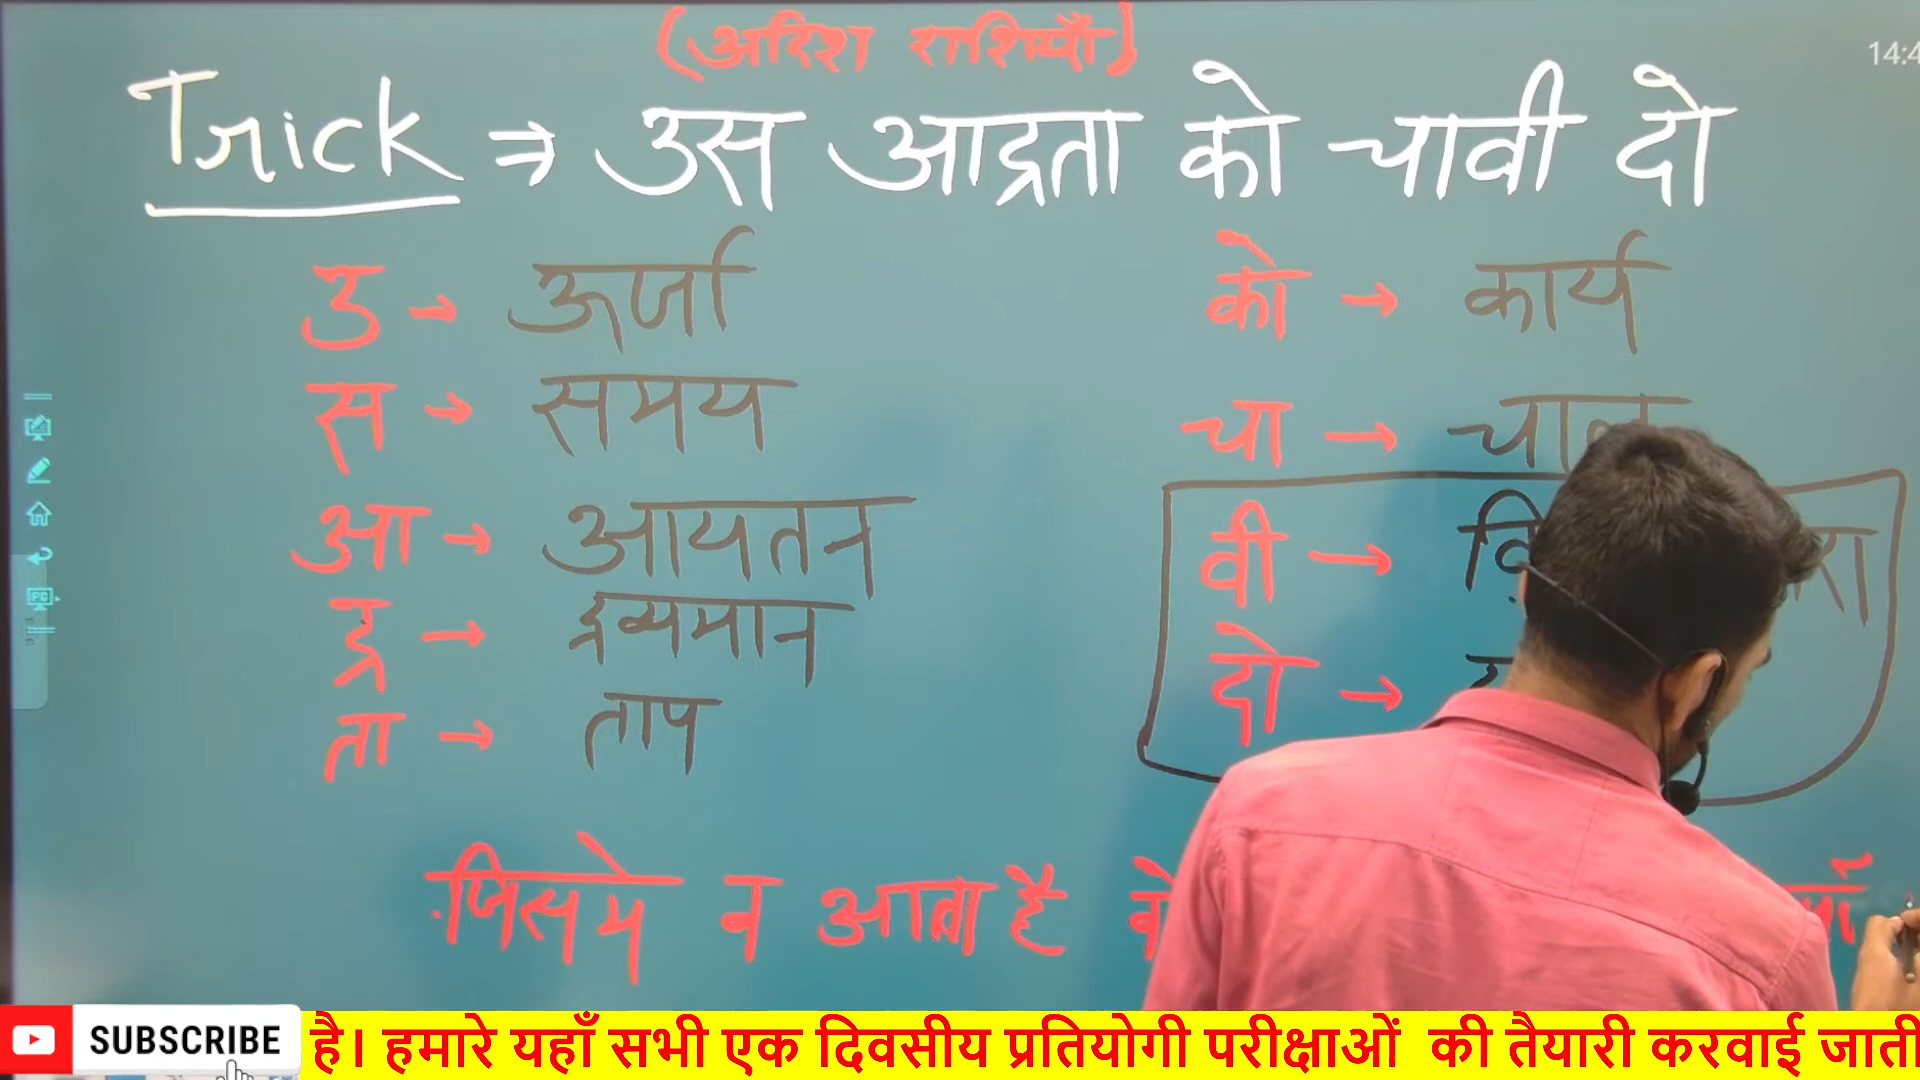 (अदिश राशियाँ)
14:4
Trick ⇒ उस आद्रता को चावी दो
उ → ऊर्जा
स → समय
आ → आयतन
द्र → द्रव्यमान
ता → ताप
को → कार्य
चा → चाल
वी →
दो →
जिसमे व आता है वो
SUBSCRIBE
है। हमारे यहाँ सभी एक दिवसीय प्रतियोगी परीक्षाओं की तैयारी करवाई जाती